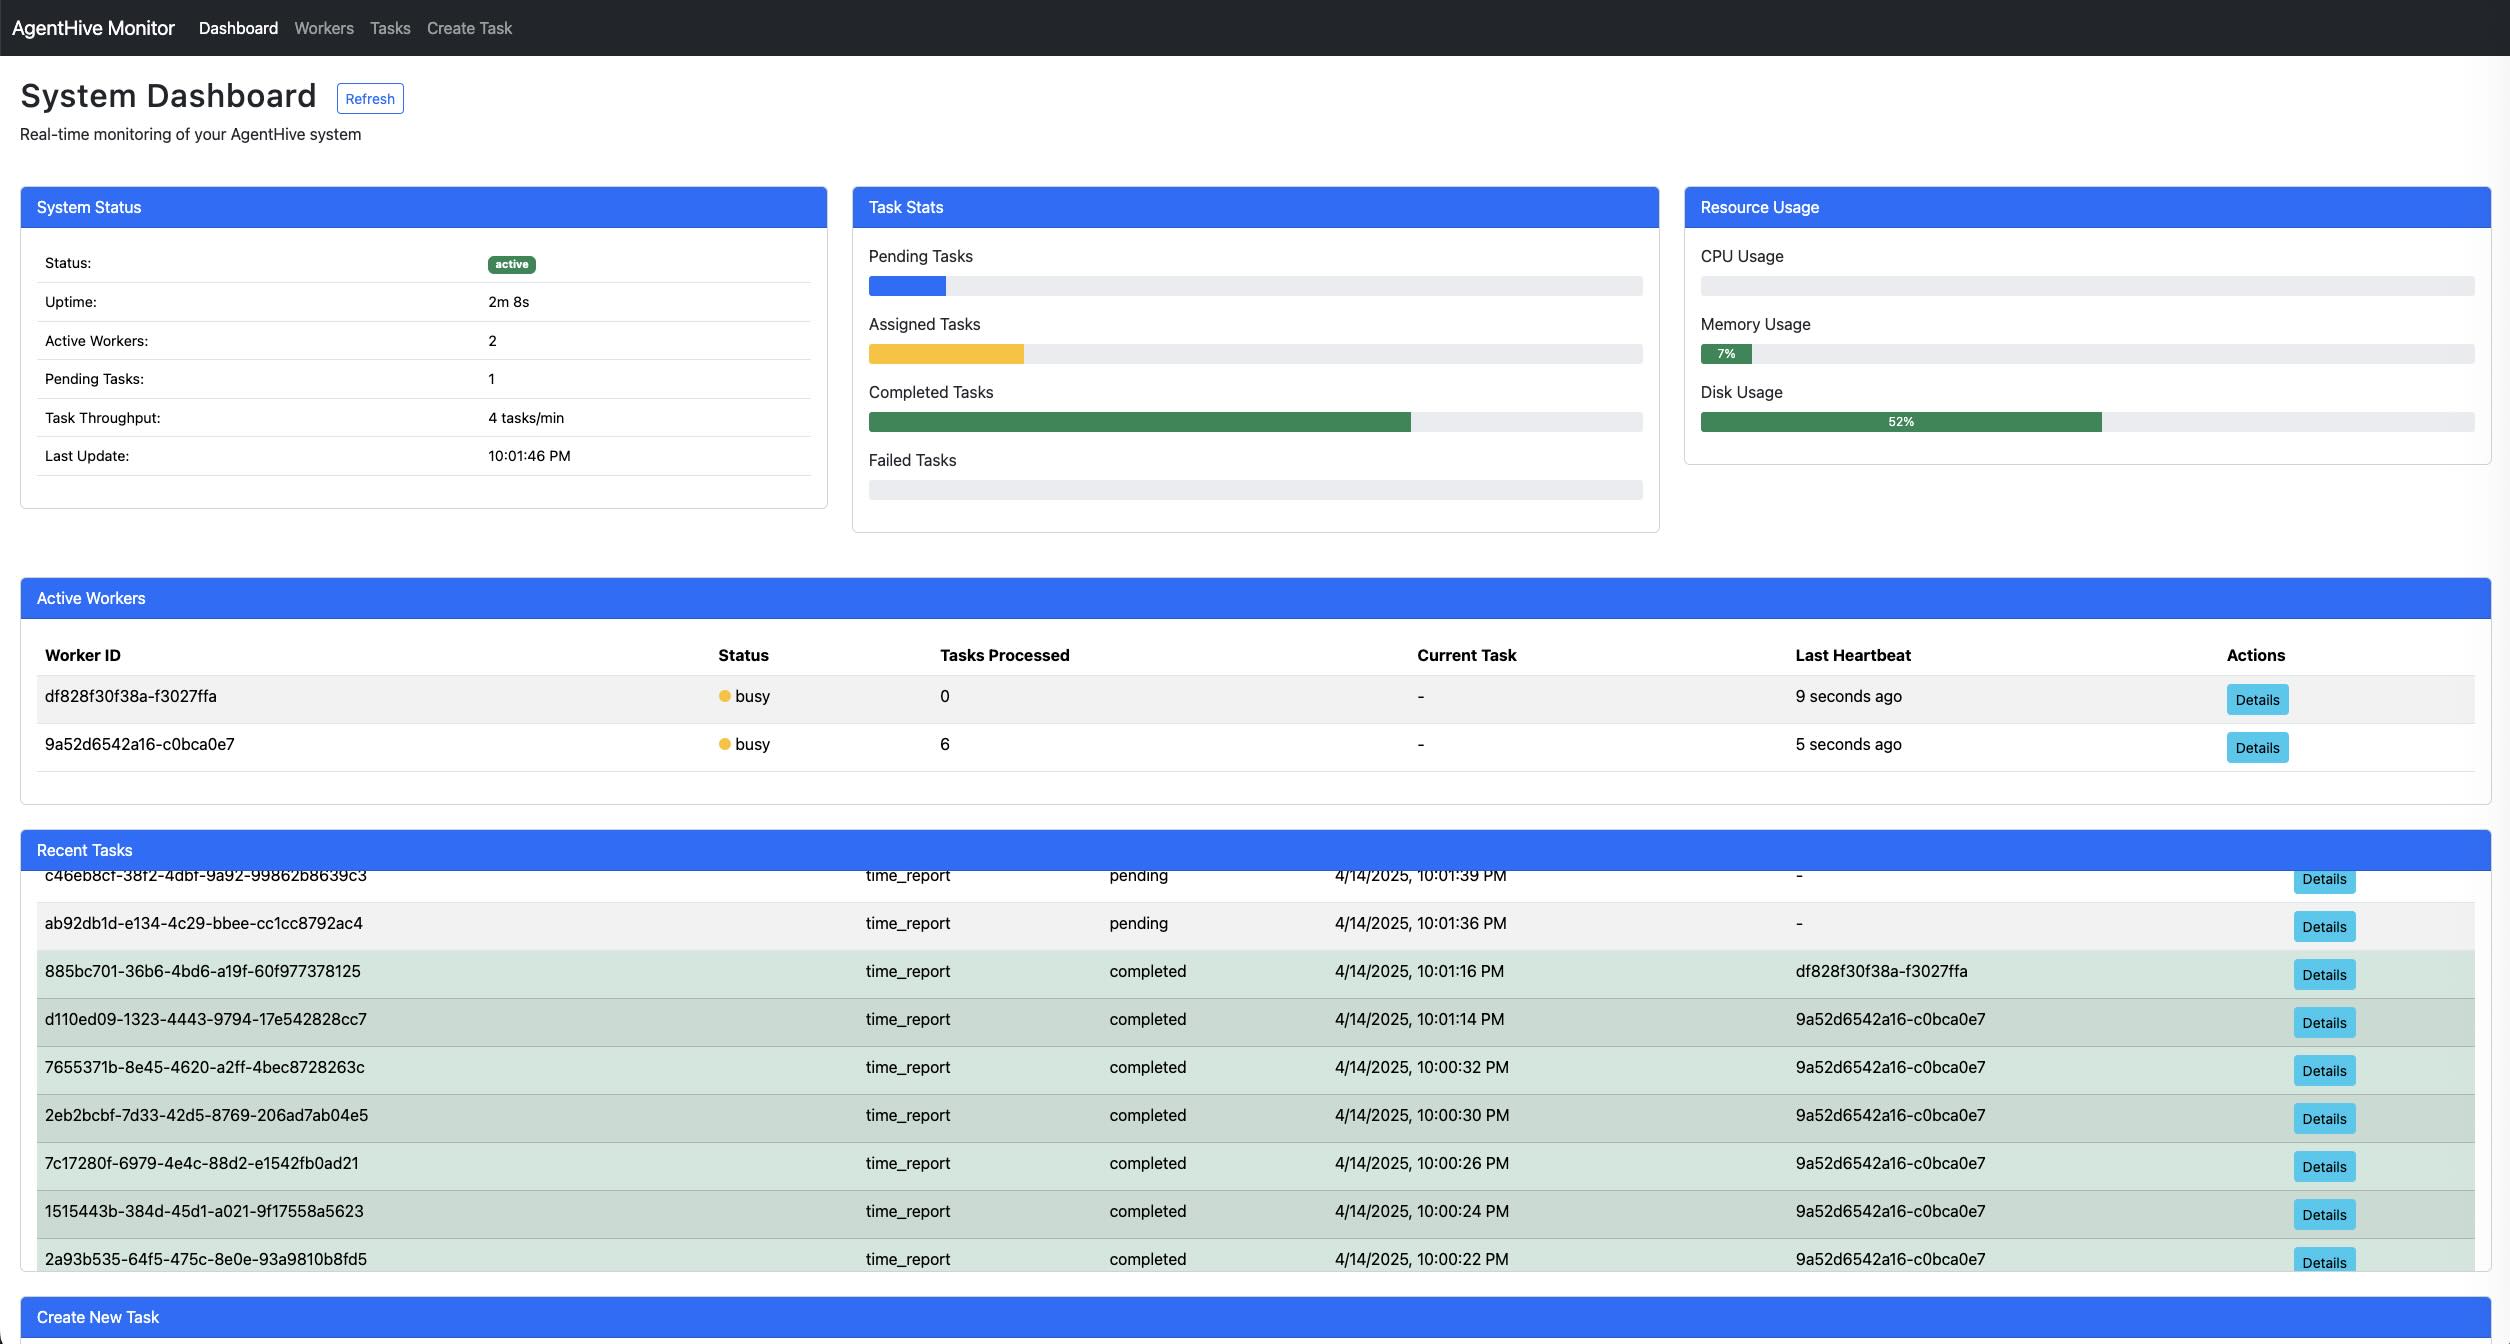 AgentHive Monitor Dashboard Workers Tasks Create Task
System Dashboard Refresh
Real-time monitoring of your AgentHive system
System Status
Status: active
Uptime: 2m 8s
Active Workers: 2
Pending Tasks: 1
Task Throughput: 4 tasks/min
Last Update: 10:01:46 PM
Task Stats
Pending Tasks
Assigned Tasks
Completed Tasks
Failed Tasks
Resource Usage
CPU Usage
Memory Usage
7%
Disk Usage
52%
Active Workers
Worker ID Status Tasks Processed Current Task Last Heartbeat Actions
df828f30f38a-f3027ffa busy 0 - 9 seconds ago Details
9a52d6542a16-c0bca0e7 busy 6 - 5 seconds ago Details
Recent Tasks
c46eb8cf-38f2-4dbf-9a92-99862b8639c3 time_report pending 4/14/2025, 10:01:39 PM - Details
ab92db1d-e134-4c29-bbee-cc1cc8792ac4 time_report pending 4/14/2025, 10:01:36 PM - Details
885bc701-36b6-4bd6-a19f-60f977378125 time_report completed 4/14/2025, 10:01:16 PM df828f30f38a-f3027ffa Details
d110ed09-1323-4443-9794-17e542828cc7 time_report completed 4/14/2025, 10:01:14 PM 9a52d6542a16-c0bca0e7 Details
7655371b-8e45-4620-a2ff-4bec8728263c time_report completed 4/14/2025, 10:00:32 PM 9a52d6542a16-c0bca0e7 Details
2eb2bcbf-7d33-42d5-8769-206ad7ab04e5 time_report completed 4/14/2025, 10:00:30 PM 9a52d6542a16-c0bca0e7 Details
7c17280f-6979-4e4c-88d2-e1542fb0ad21 time_report completed 4/14/2025, 10:00:26 PM 9a52d6542a16-c0bca0e7 Details
1515443b-384d-45d1-a021-9f17558a5623 time_report completed 4/14/2025, 10:00:24 PM 9a52d6542a16-c0bca0e7 Details
2a93b535-64f5-475c-8e0e-93a9810b8fd5 time_report completed 4/14/2025, 10:00:22 PM 9a52d6542a16-c0bca0e7 Details
Create New Task